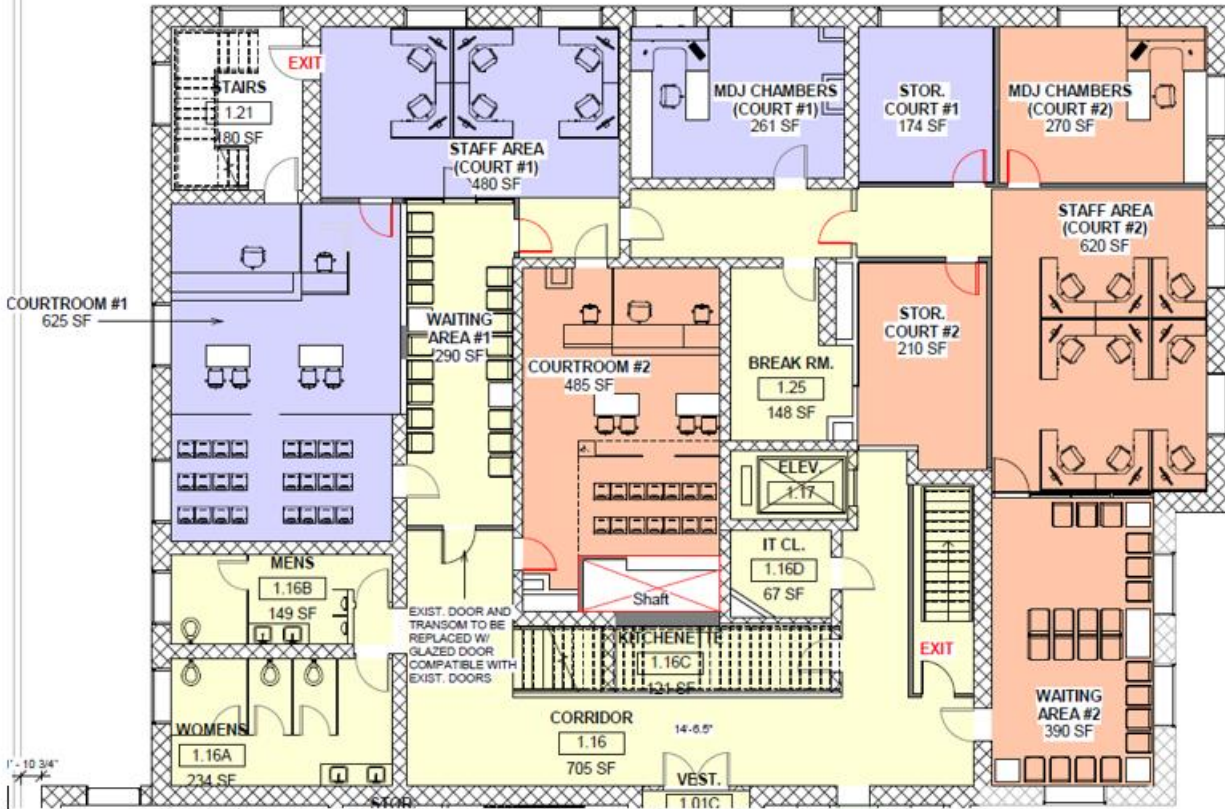 EXIT
STAIRS
1.21
180 SF
STAFF AREA
(COURT #1)
480 SF
MDJ CHAMBERS
(COURT #1)
261 SF
STOR.
COURT #1
174 SF
MDJ CHAMBERS
(COURT #2)
270 SF
STAFF AREA
(COURT #2)
620 SF
COURTROOM #1
625 SF
WAITING
AREA #1
290 SF
COURTROOM #2
485 SF
BREAK RM.
1.25
148 SF
STOR.
COURT #2
210 SF
ELEV.
1.17
IT CL.
1.16D
67 SF
MENS
1.16B
149 SF
Shaft
EXIST. DOOR AND
TRANSOM TO BE
REPLACED W/
GLAZED DOOR
COMPATIBLE WITH
EXIST. DOORS
KITCHENETTE
1.16C
121 SF
EXIT
WAITING
AREA #2
390 SF
WOMENS
1.16A
234 SF
CORRIDOR
1.16
705 SF
14'-6.5"
VEST.
1.01C
10 3/4"
STOR.